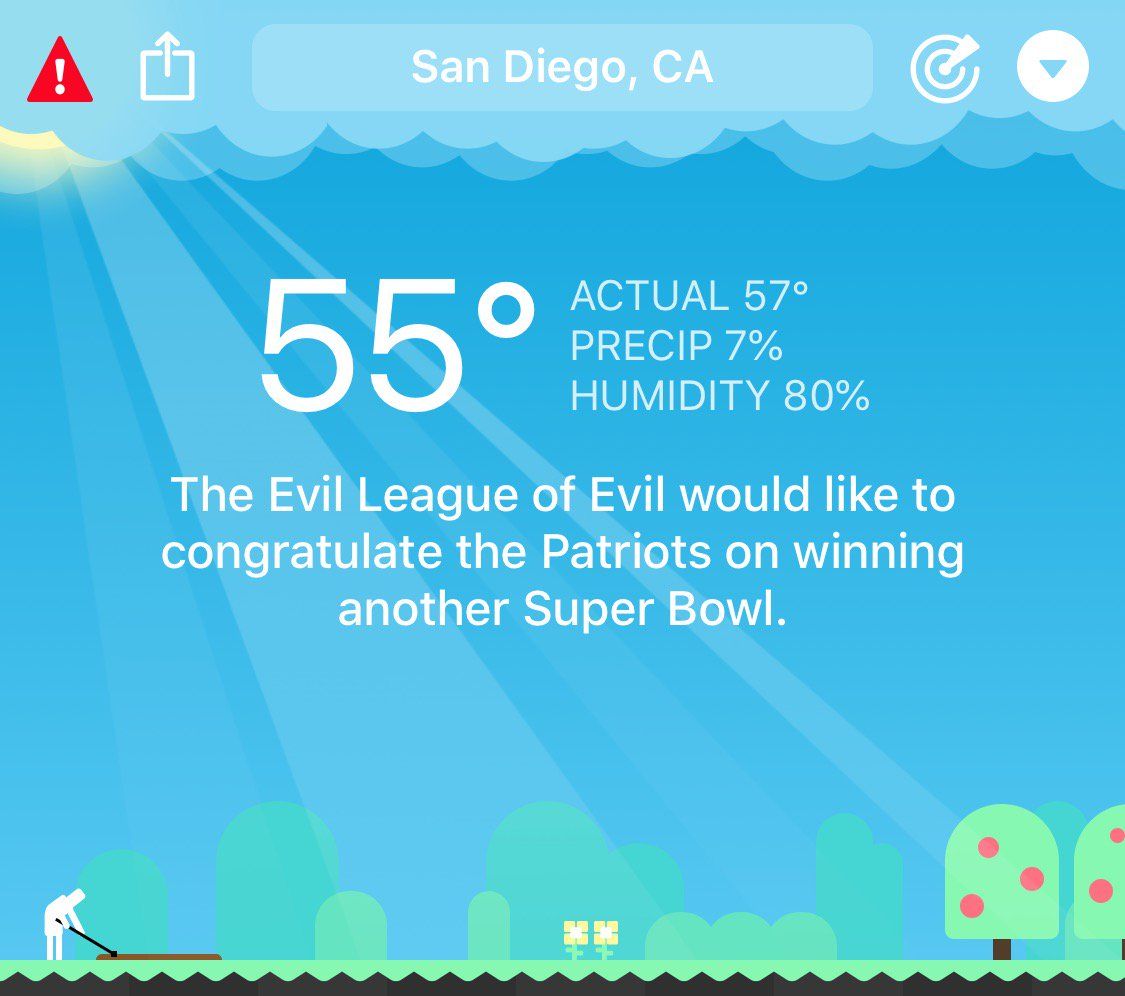 San Diego, CA
55°
ACTUAL 57°
PRECIP 7%
HUMIDITY 80%
The Evil League of Evil would like to
congratulate the Patriots on winning
another Super Bowl.